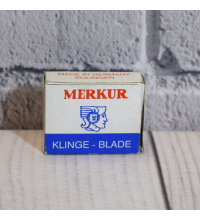 MADE IN GERMANY
SOLINGEN
MERKUR
KLINGE - BLADE